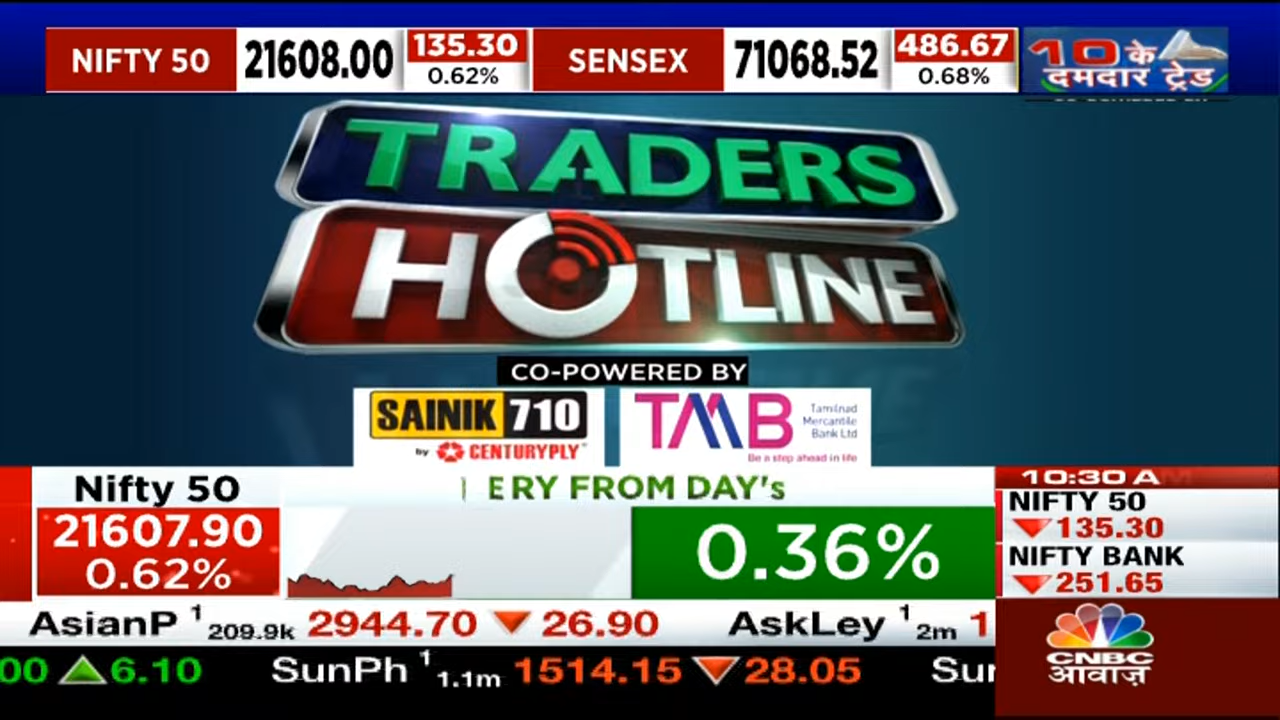 NIFTY 50 21608.00 135.30 0.62% SENSEX 71068.52 486.67 0.68% 10 के दमदार ट्रेड
TRADERS
HOTLINE
CO-POWERED BY
SAINIK 710 by CENTURYPLY
TMB Tamilnad Mercantile Bank Ltd
Be a step ahead in life
Nifty 50
21607.90
0.62%
ERY FROM DAY's
0.36%
10:30 A
NIFTY 50
135.30
NIFTY BANK
251.65
AsianP 1 209.9k 2944.70 26.90 AskLey 1 2m 1
00 6.10 SunPh 1 1.1m 1514.15 28.05 Sur
CNBC
आवाज़